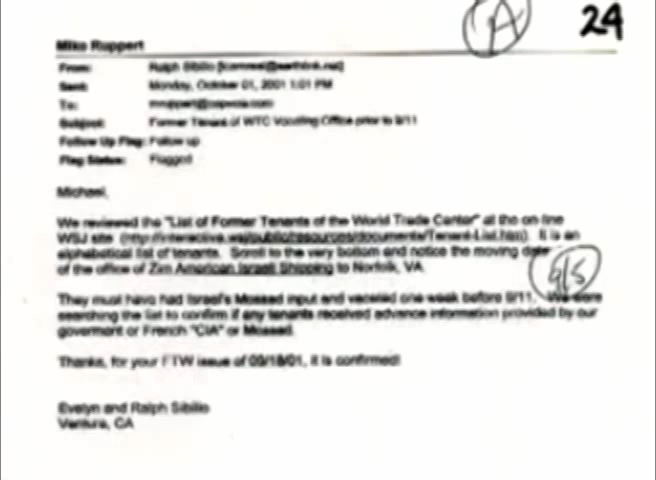 24
A
Mike Ruppert
From: Ralph Sibilio
Sent: Monday, October 01, 2001 1:01 PM
To:
Subject: Former Tenant of WTC Vacating Office prior to 9/11
Follow Up Flag: Follow up
Flag Status: Flagged
Michael,
We reviewed the "List of Former Tenants of the World Trade Center" at the on-line
WSJ site It is an
alphabetical list of tenants. Scroll to the very bottom and notice the moving date
of the office of Zim American Israeli Shipping to Norfolk, VA.
9/5
They must have had Israel's Mossad input and vacated one week before 9/11. We were
searching the list to confirm if any tenants received advance information provided by our
goverment or French "CIA" or Mossad.
Thanks, for your FTW issue of 09/18/01, it is confirmed!
Evelyn and Ralph Sibilio
Ventura, CA